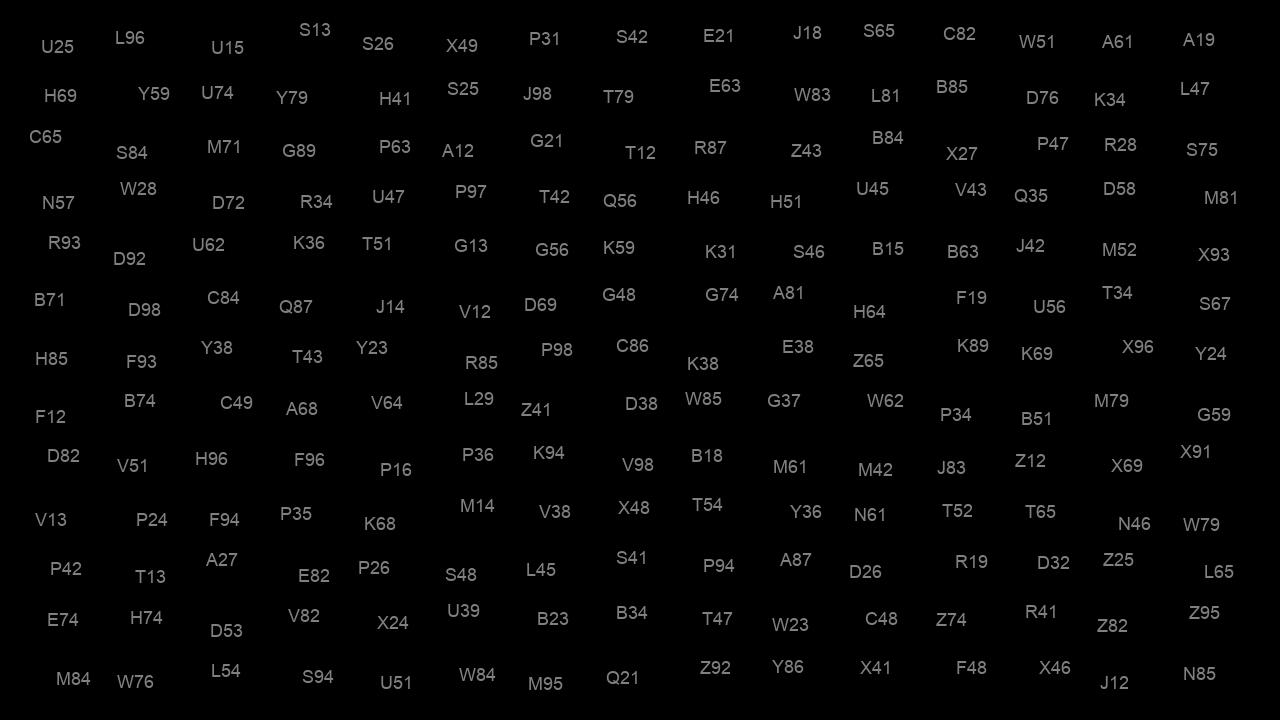 U25 L96 U15 S13 S26 X49 P31 S42 E21 J18 S65 C82 W51 A61 A19
H69 Y59 U74 Y79 H41 S25 J98 T79 E63 W83 L81 B85 D76 K34 L47
C65 S84 M71 G89 P63 A12 G21 T12 R87 Z43 B84 X27 P47 R28 S75
N57 W28 D72 R34 U47 P97 T42 Q56 H46 H51 U45 V43 Q35 D58 M81
R93 D92 U62 K36 T51 G13 G56 K59 K31 S46 B15 B63 J42 M52 X93
B71 D98 C84 Q87 J14 V12 D69 G48 G74 A81 H64 F19 U56 T34 S67
H85 F93 Y38 T43 Y23 R85 P98 C86 K38 E38 Z65 K89 K69 X96 Y24
F12 B74 C49 A68 V64 L29 Z41 D38 W85 G37 W62 P34 B51 M79 G59
D82 V51 H96 F96 P16 P36 K94 V98 B18 M61 M42 J83 Z12 X69 X91
V13 P24 F94 P35 K68 M14 V38 X48 T54 Y36 N61 T52 T65 N46 W79
P42 T13 A27 E82 P26 S48 L45 S41 P94 A87 D26 R19 D32 Z25 L65
E74 H74 D53 V82 X24 U39 B23 B34 T47 W23 C48 Z74 R41 Z82 Z95
M84 W76 L54 S94 U51 W84 M95 Q21 Z92 Y86 X41 F48 X46 J12 N85